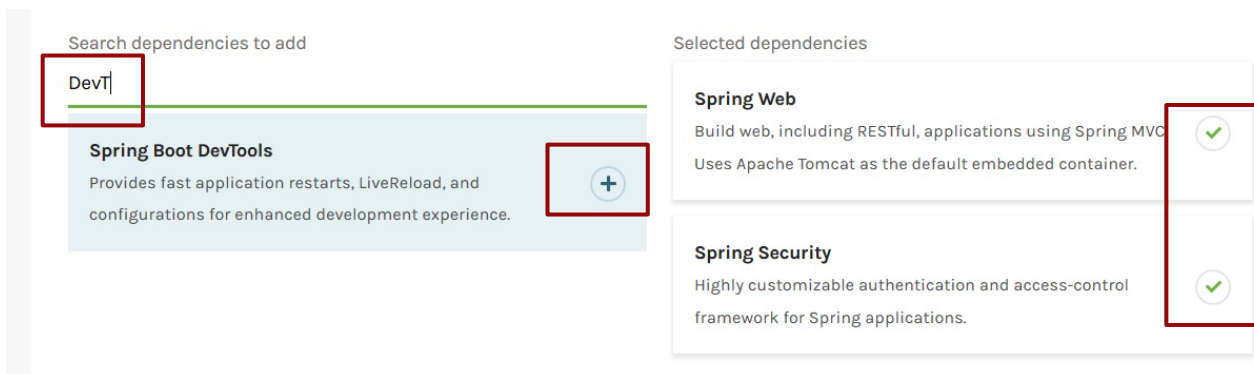 Search dependencies to add
DevT
Spring Boot DevTools
Provides fast application restarts, LiveReload, and
configurations for enhanced development experience.
Selected dependencies
Spring Web
Build web, including RESTful, applications using Spring MVC
Uses Apache Tomcat as the default embedded container.
Spring Security
Highly customizable authentication and access-control
framework for Spring applications.